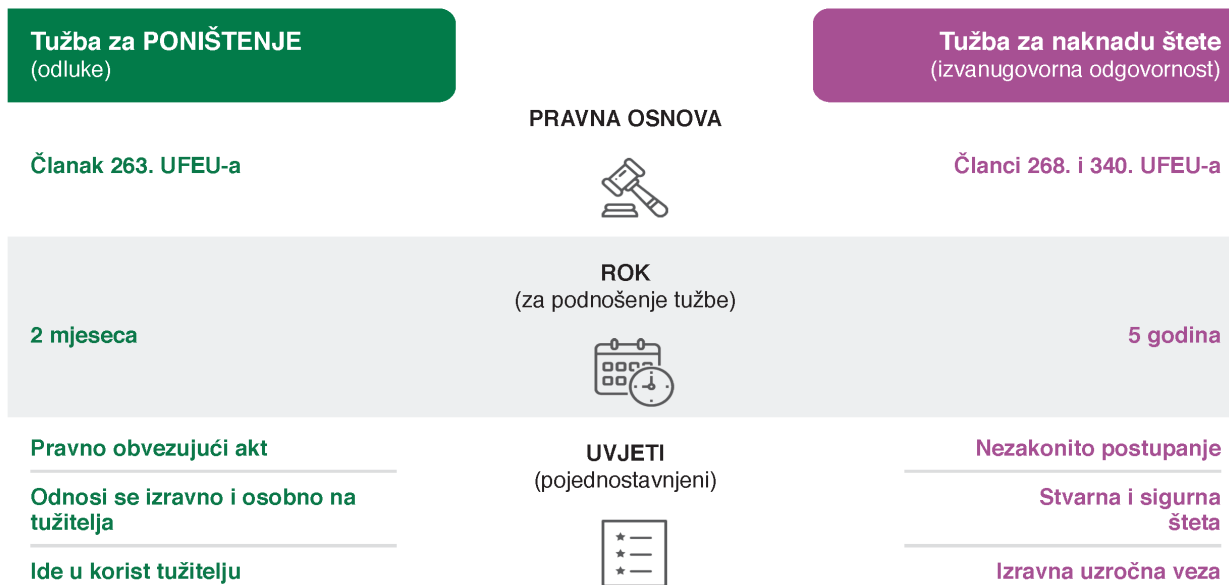 Tužba za PONIŠTENJE
(odluke)
Tužba za naknadu štete
(izvanugovorna odgovornost)
PRAVNA OSNOVA
Članak 263. UFEU-a
Članci 268. i 340. UFEU-a
ROK
(za podnošenje tužbe)
2 mjeseca
5 godina
UVJETI
(pojednostavnjeni)
Pravno obvezujući akt
Odnosi se izravno i osobno na
tužitelja
Ide u korist tužitelju
Nezakonito postupanje
Stvarna i sigurna
šteta
Izravna uzročna veza